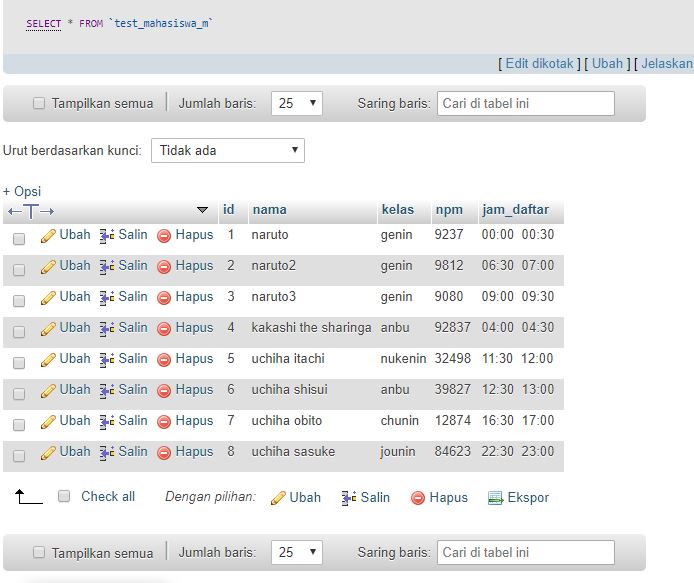 SELECT * FROM `test_mahasiswa_m`
[ Edit dikotak ] [ Ubah ] [ Jelaskan
Tampilkan semua Jumlah baris: 25 Saring baris: Cari di tabel ini
Urut berdasarkan kunci: Tidak ada
+ Opsi
id nama kelas npm jam_daftar
Ubah Salin Hapus 1 naruto genin 9237 00:00 00:30
Ubah Salin Hapus 2 naruto2 genin 9812 06:30 07:00
Ubah Salin Hapus 3 naruto3 genin 9080 09:00 09:30
Ubah Salin Hapus 4 kakashi the sharinga anbu 92837 04:00 04:30
Ubah Salin Hapus 5 uchiha itachi nukenin 32498 11:30 12:00
Ubah Salin Hapus 6 uchiha shisui anbu 39827 12:30 13:00
Ubah Salin Hapus 7 uchiha obito chunin 12874 16:30 17:00
Ubah Salin Hapus 8 uchiha sasuke jounin 84623 22:30 23:00
Check all Dengan pilihan: Ubah Salin Hapus Ekspor
Tampilkan semua Jumlah baris: 25 Saring baris: Cari di tabel ini